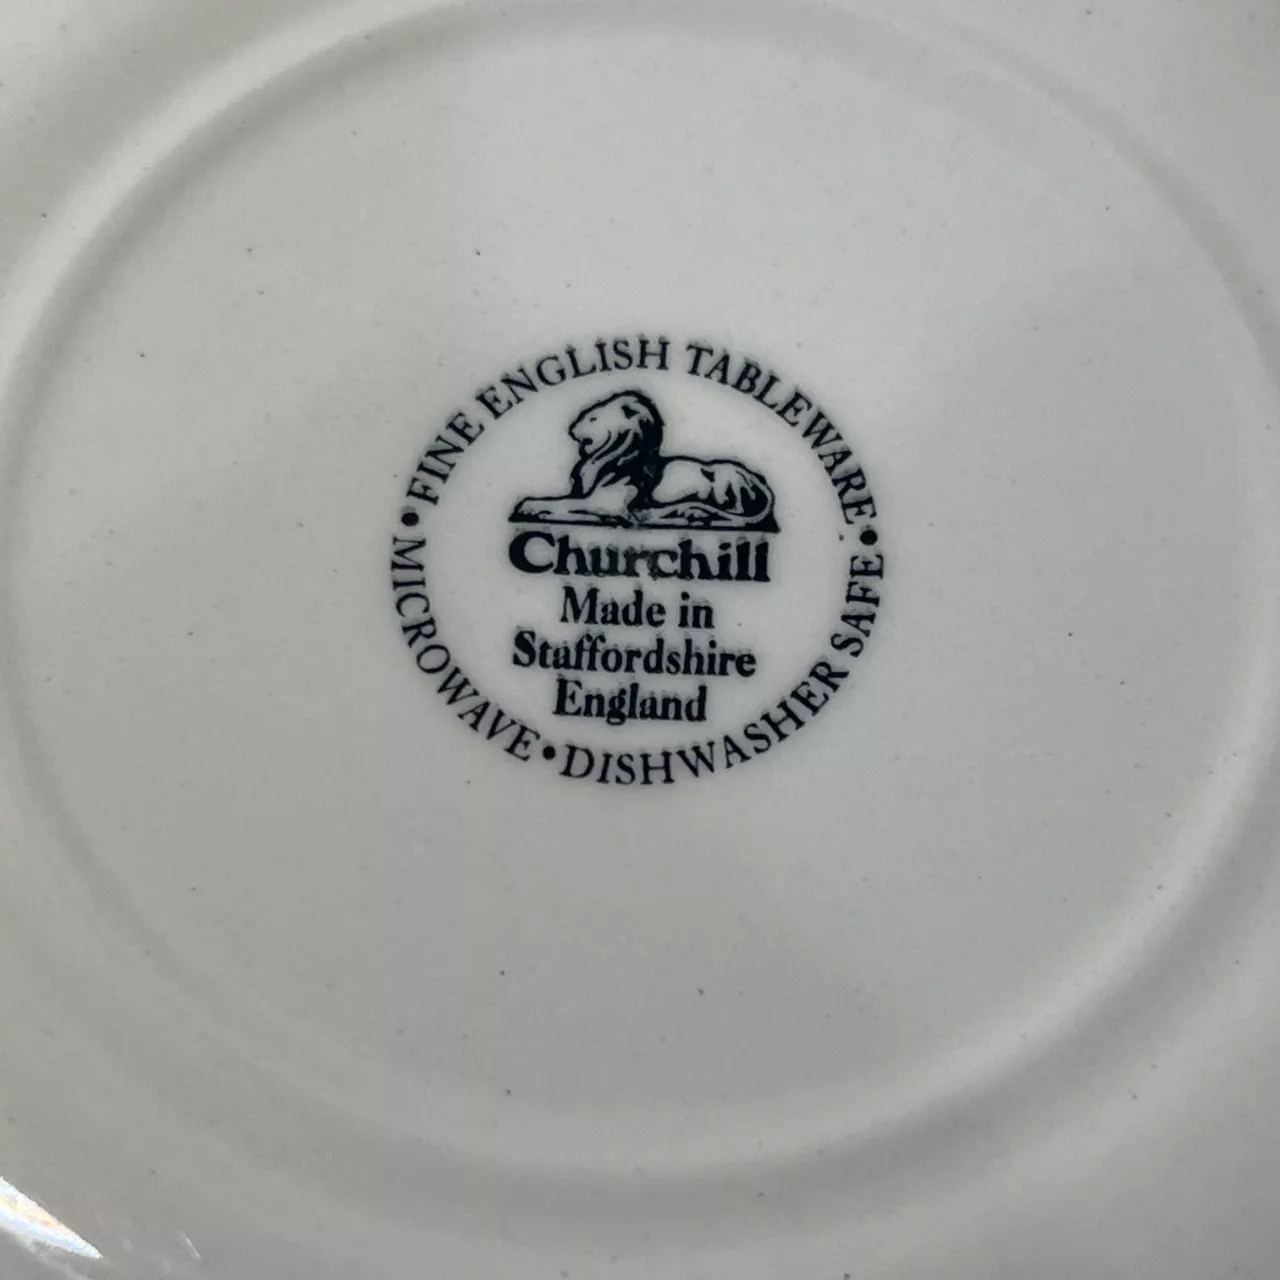 • FINE ENGLISH TABLEWARE •
Churchill
Made in
Staffordshire
England
MICROWAVE • DISHWASHER SAFE